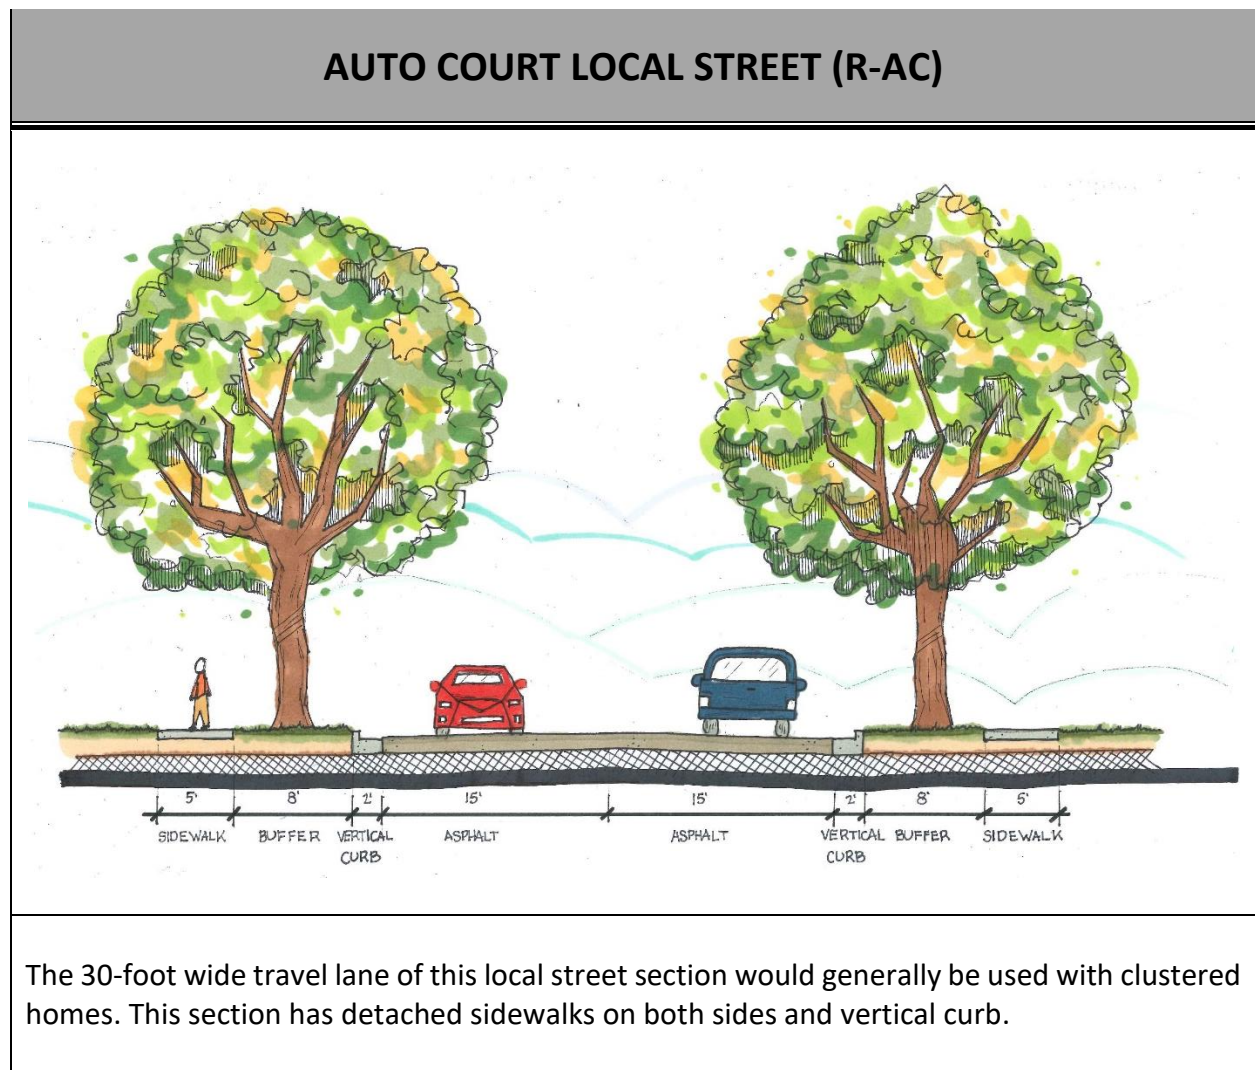 AUTO COURT LOCAL STREET (R-AC)
5' 8' 2' 15' 15' 2' 8' 5'
SIDEWALK BUFFER VERTICAL ASPHALT ASPHALT VERTICAL BUFFER SIDEWALK
CURB CURB
The 30-foot wide travel lane of this local street section would generally be used with clustered
homes. This section has detached sidewalks on both sides and vertical curb.